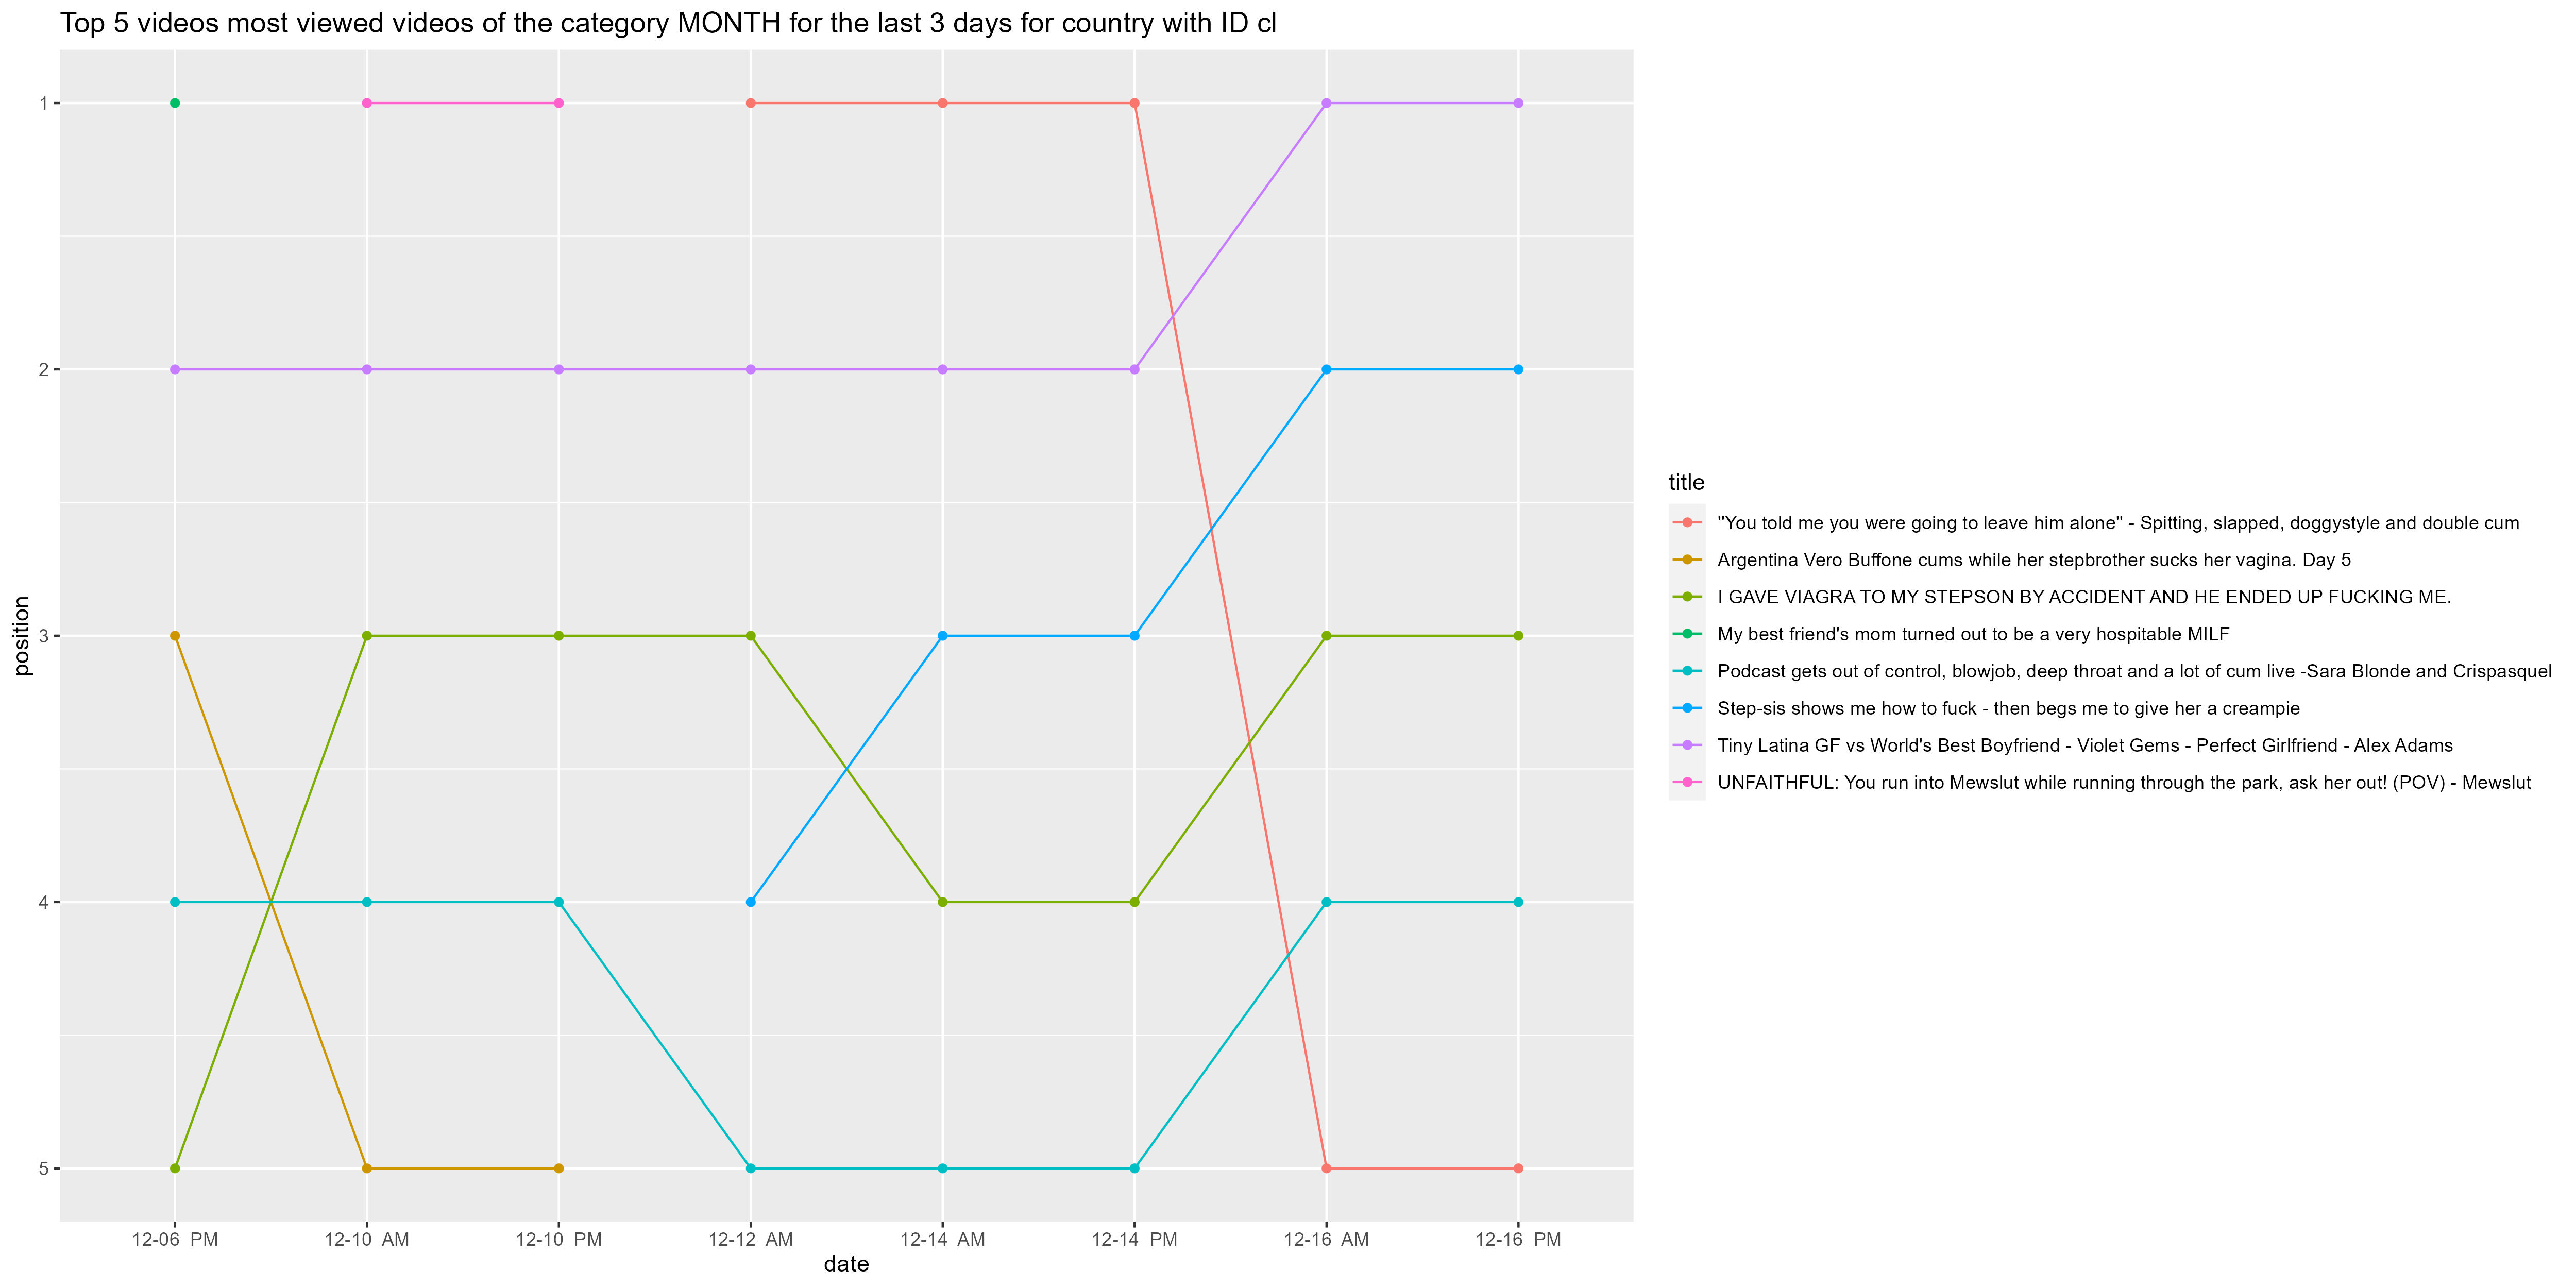 Top 5 videos most viewed videos of the category MONTH for the last 3 days for country with ID cl
position
1
2
3
4
5
12-06 PM
12-10 AM
12-10 PM
12-12 AM
12-14 AM
12-14 PM
12-16 AM
12-16 PM
date
title
"You told me you were going to leave him alone" - Spitting, slapped, doggystyle and double cum
Argentina Vero Buffone cums while her stepbrother sucks her vagina. Day 5
I GAVE VIAGRA TO MY STEPSON BY ACCIDENT AND HE ENDED UP FUCKING ME.
My best friend's mom turned out to be a very hospitable MILF
Podcast gets out of control, blowjob, deep throat and a lot of cum live -Sara Blonde and Crispasquel
Step-sis shows me how to fuck - then begs me to give her a creampie
Tiny Latina GF vs World's Best Boyfriend - Violet Gems - Perfect Girlfriend - Alex Adams
UNFAITHFUL: You run into Mewslut while running through the park, ask her out! (POV) - Mewslut